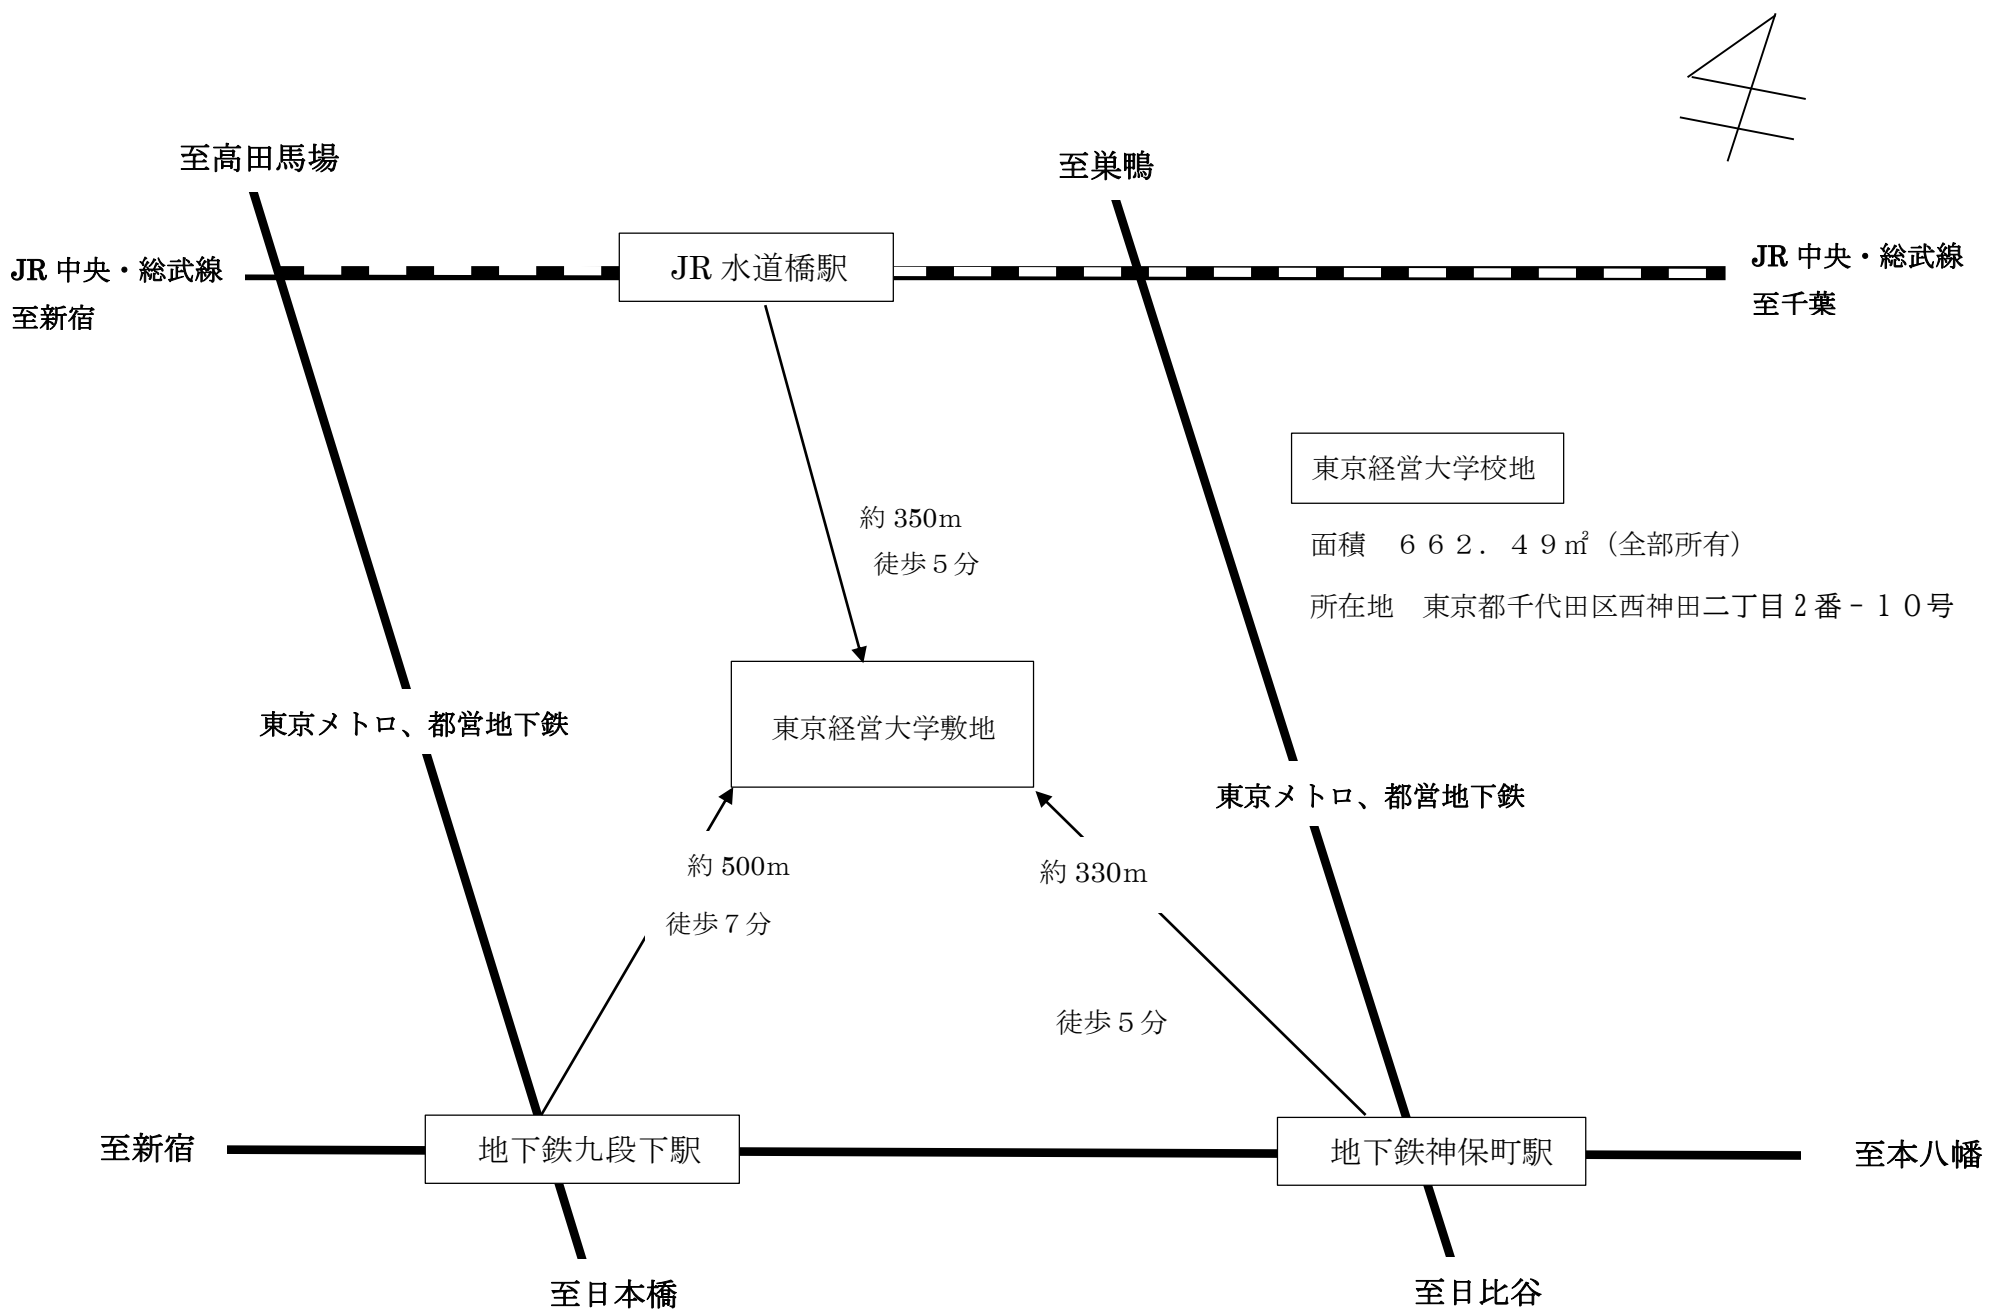 至高田馬場
至巣鴨
JR 中央・総武線
至新宿
JR 水道橋駅
JR 中央・総武線
至千葉
東京経営大学校地
約 350m
徒歩５分
面積　６６２．４９㎡（全部所有）
所在地　東京都千代田区西神田二丁目２番－１０号
東京メトロ、都営地下鉄
東京経営大学敷地
東京メトロ、都営地下鉄
約 500m
徒歩７分
約 330m
徒歩５分
至新宿
地下鉄九段下駅
地下鉄神保町駅
至本八幡
至日本橋
至日比谷